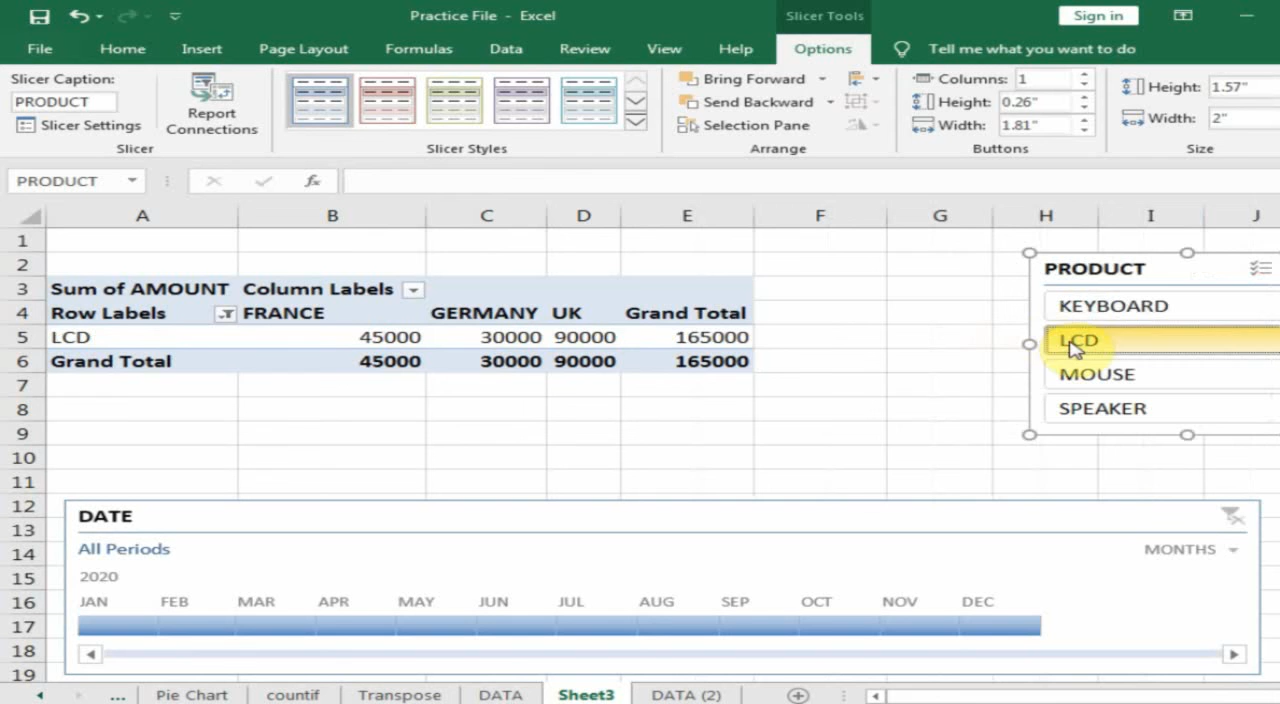 Practice File - Excel
Slicer Tools
Sign in
File Home Insert Page Layout Formulas Data Review View Help Options Tell me what you want to do
Slicer Caption:
PRODUCT
Slicer Settings
Report Connections
Slicer
Slicer Styles
Bring Forward
Send Backward
Selection Pane
Arrange
Columns: 1
Height: 0.26"
Width: 1.81"
Buttons
Height: 1.57"
Width: 2"
Size
PRODUCT fx
A B C D E F G H I J
1
2
3 Sum of AMOUNT Column Labels
4 Row Labels FRANCE GERMANY UK Grand Total
5 LCD 45000 30000 90000 165000
6 Grand Total 45000 30000 90000 165000
7
8
9
10
11
12
13
14
15
16
17
18
19
PRODUCT
KEYBOARD
LCD
MOUSE
SPEAKER
DATE
All Periods MONTHS
2020
JAN FEB MAR APR MAY JUN JUL AUG SEP OCT NOV DEC
... Pie Chart countif Transpose DATA Sheet3 DATA (2)